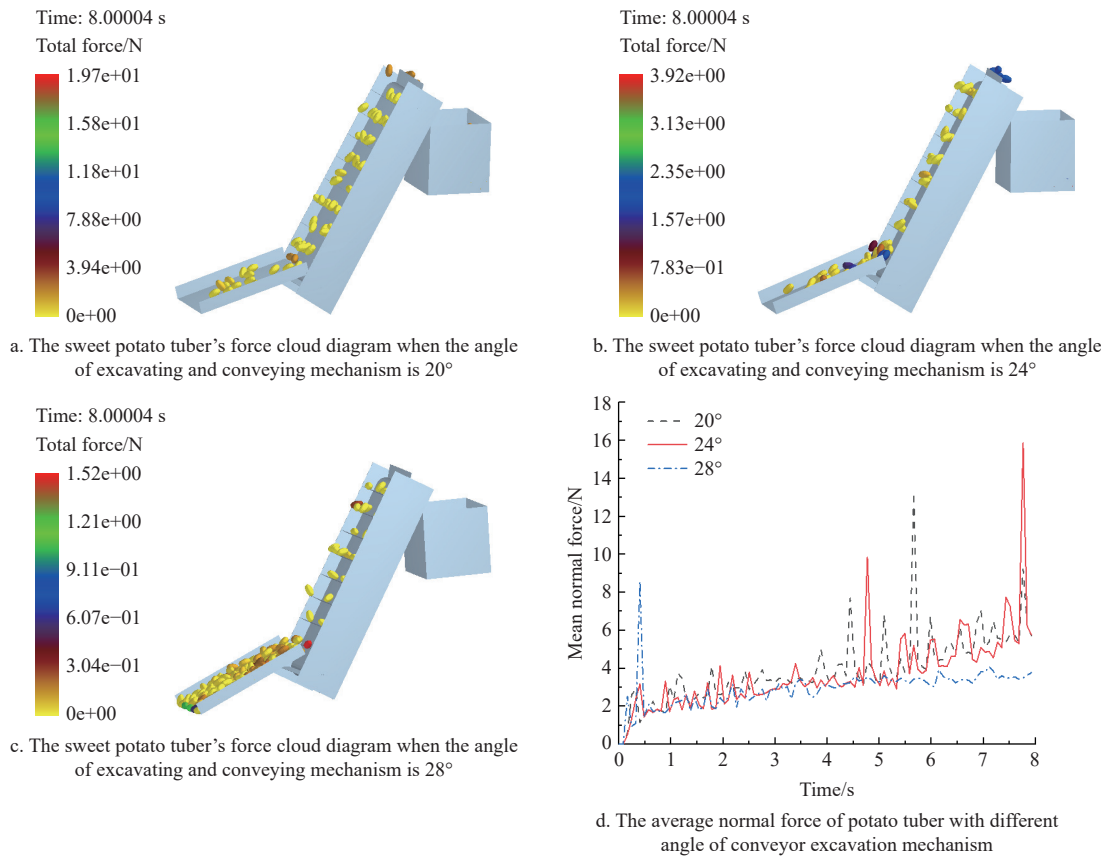 Time: 8.00004 s
Total force/N
1.97e+01
1.58e+01
1.18e+01
7.88e+00
3.94e+00
0e+00
a. The sweet potato tuber's force cloud diagram when the angle
of excavating and conveying mechanism is 20°
Time: 8.00004 s
Total force/N
3.92e+00
3.13e+00
2.35e+00
1.57e+00
7.83e−01
0e+00
b. The sweet potato tuber's force cloud diagram when the angle
of excavating and conveying mechanism is 24°
Time: 8.00004 s
Total force/N
1.52e+00
1.21e+00
9.11e−01
6.07e−01
3.04e−01
0e+00
c. The sweet potato tuber's force cloud diagram when the angle
of excavating and conveying mechanism is 28°
18
16
14
12
10
8
6
4
2
0
Mean normal force/N
20°
24°
28°
0 1 2 3 4 5 6 7 8
Time/s
d. The average normal force of potato tuber with different
angle of conveyor excavation mechanism